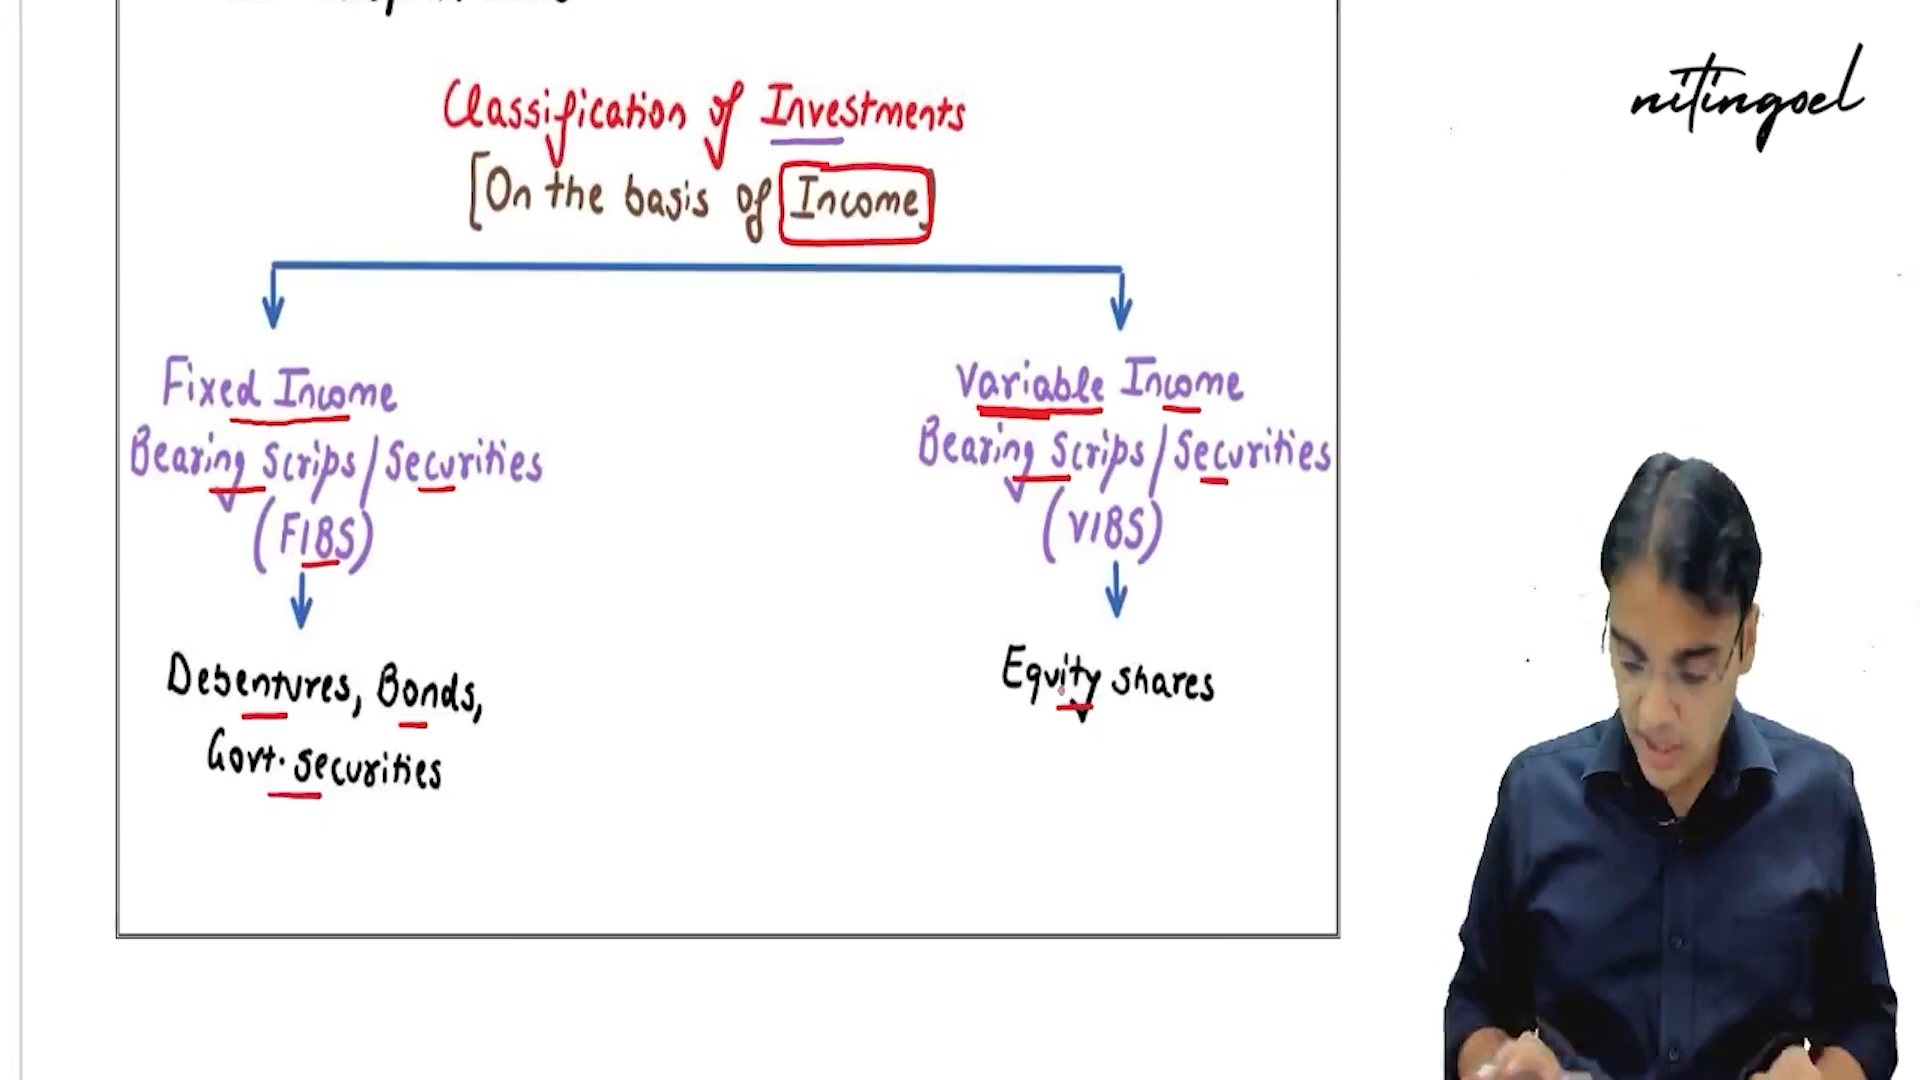 Classification of Investments
[On the basis of Income]
Fixed Income
Bearing Scrips/Securities
(FIBS)
Debentures, Bonds,
Govt. securities
Variable Income
Bearing Scrips/Securities
(VIBS)
Equity shares
nitingoel